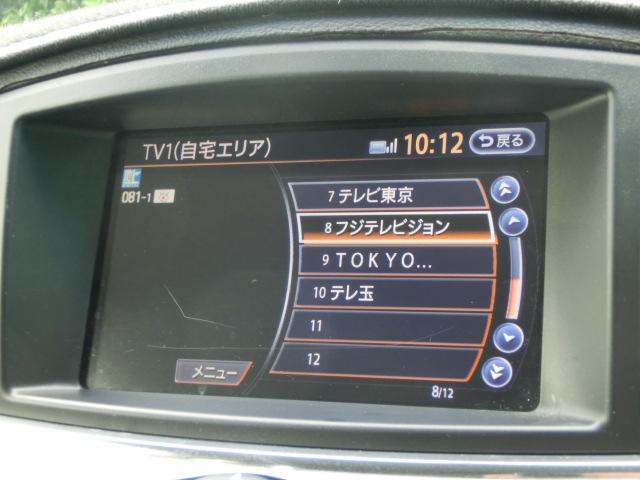 TV1(自宅エリア)
10:12
戻る
081-1
7 テレビ東京
8 フジテレビジョン
9 TOKYO...
10 テレ玉
11
12
メニュー
8/12